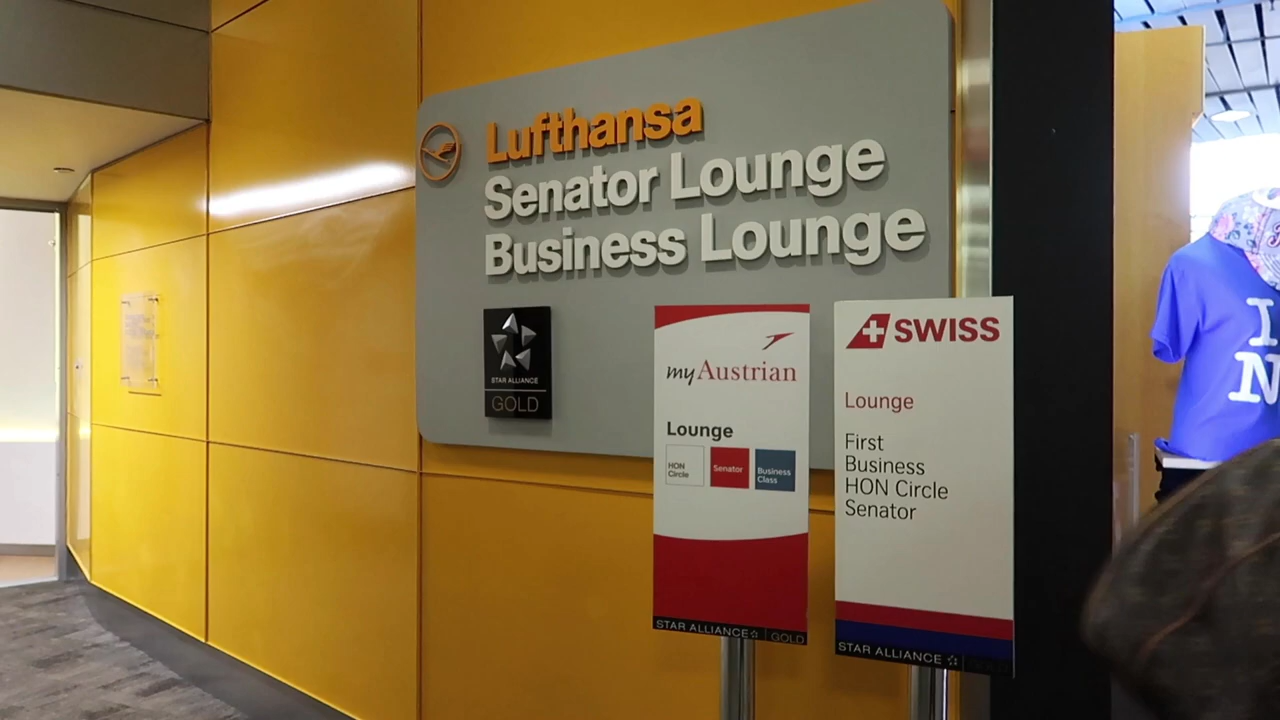 Lufthansa
Senator Lounge
Business Lounge
STAR ALLIANCE
GOLD
myAustrian
Lounge
HON
Circle
Senator
Business
Class
STAR ALLIANCE GOLD
SWISS
Lounge
First
Business
HON Circle
Senator
STAR ALLIANCE
I
N